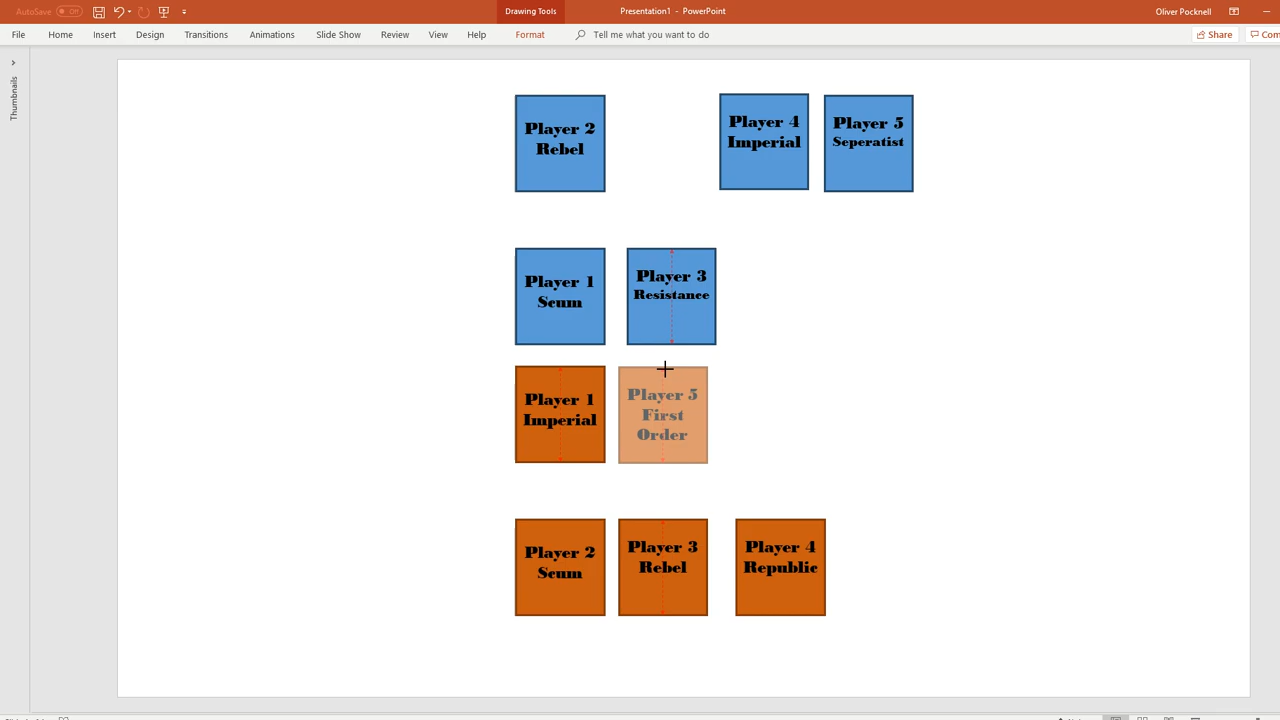 AutoSave Off
Drawing Tools
Presentation1 - PowerPoint
Oliver Pocknell
File Home Insert Design Transitions Animations Slide Show Review View Help Format Tell me what you want to do Share Com
Thumbnails
Player 2
Rebel
Player 4
Imperial
Player 5
Seperatist
Player 1
Scum
Player 3
Resistance
Player 1
Imperial
Player 5
First
Order
Player 2
Scum
Player 3
Rebel
Player 4
Republic